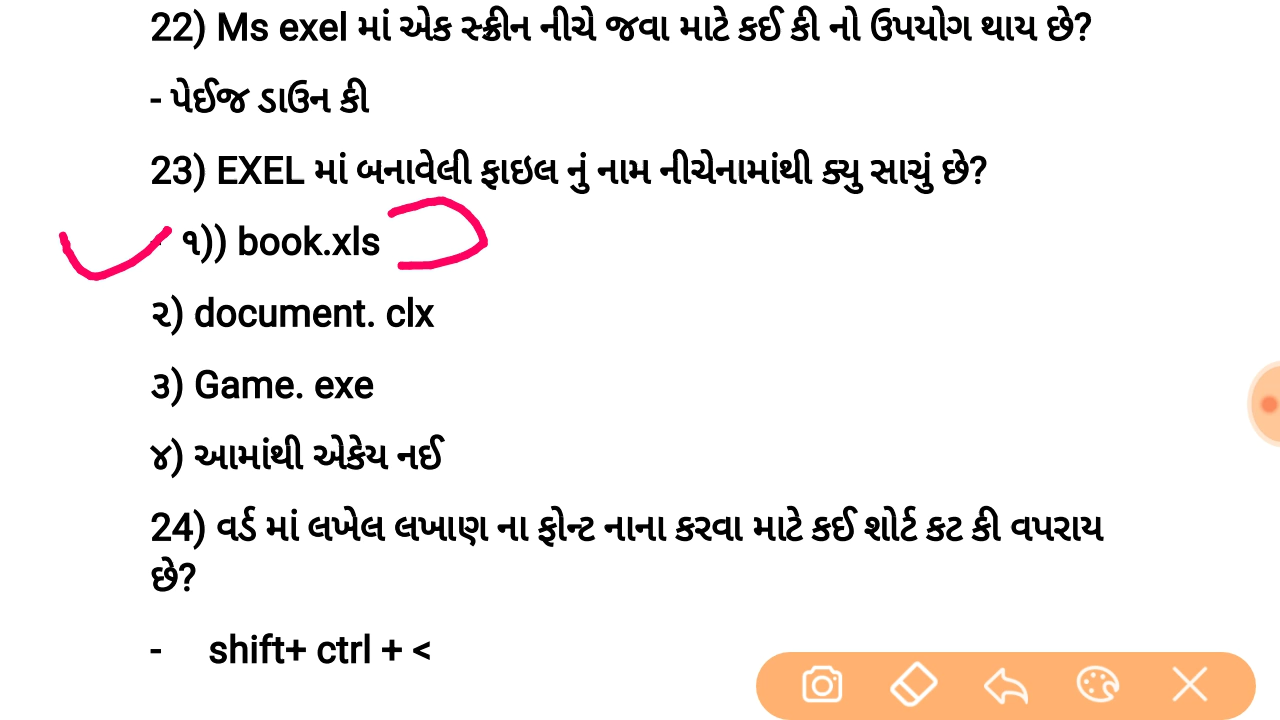 22) Ms exel માં એક સ્ક્રીન નીચે જવા માટે કઈ કી નો ઉપયોગ થાય છે?
- પેઈજ ડાઉન કી
23) EXEL માં બનાવેલી ફાઇલ નું નામ નીચેનામાંથી ક્યુ સાચું છે?
- ૧)) book.xls
૨) document. clx
૩) Game. exe
૪) આમાંથી એકેય નઈ
24) વર્ડ માં લખેલ લખાણ ના ફોન્ટ નાના કરવા માટે કઈ શોર્ટ કટ કી વપરાય
છે?
- shift+ ctrl + <